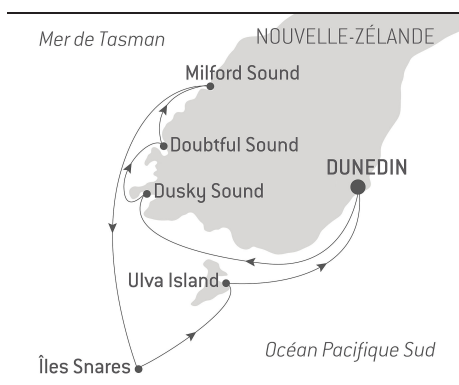 Mer de Tasman
NOUVELLE-ZÉLANDE
Milford Sound
Doubtful Sound
DUNEDIN
Dusky Sound
Ulva Island
Océan Pacifique Sud
Îles Snares